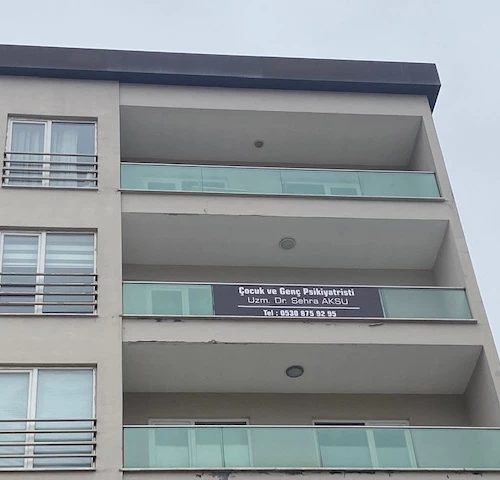 Çocuk ve Genç Psikiyatristi
Uzm. Dr. Sehra AKSU
Tel : 0530 675 92 95